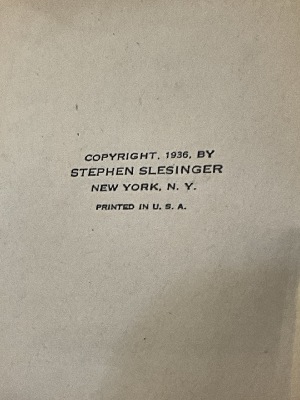 COPYRIGHT, 1936, BY
STEPHEN SLESINGER
NEW YORK, N. Y.
PRINTED IN U. S. A.